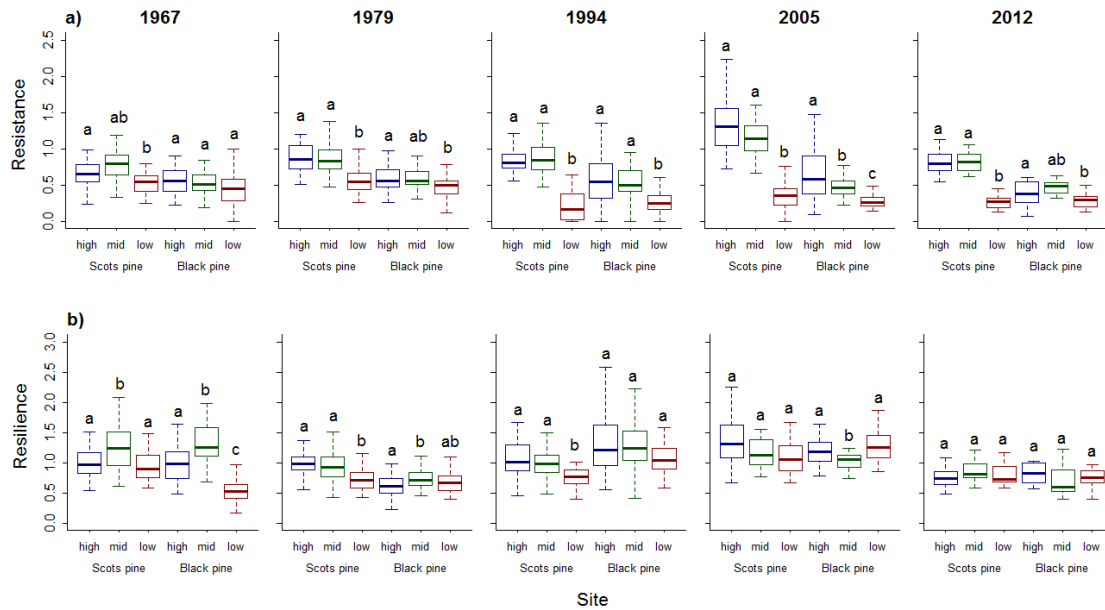 a) 1967 1979 1994 2005 2012
Resistance
0.0 0.5 1.0 1.5 2.0 2.5
a ab b a a a
a a b a ab b
a a b a a b
a a b a b c
a a b a ab b
high mid low high mid low
high mid low high mid low
high mid low high mid low
high mid low high mid low
high mid low high mid low
Scots pine Black pine
Scots pine Black pine
Scots pine Black pine
Scots pine Black pine
Scots pine Black pine
b)
Resilience
0.0 0.5 1.0 1.5 2.0 2.5 3.0
a b a a b c
a a b a b ab
a a b a a a
a a a a b a
a a a a a a
high mid low high mid low
high mid low high mid low
high mid low high mid low
high mid low high mid low
high mid low high mid low
Scots pine Black pine
Scots pine Black pine
Scots pine Black pine
Scots pine Black pine
Scots pine Black pine
Site